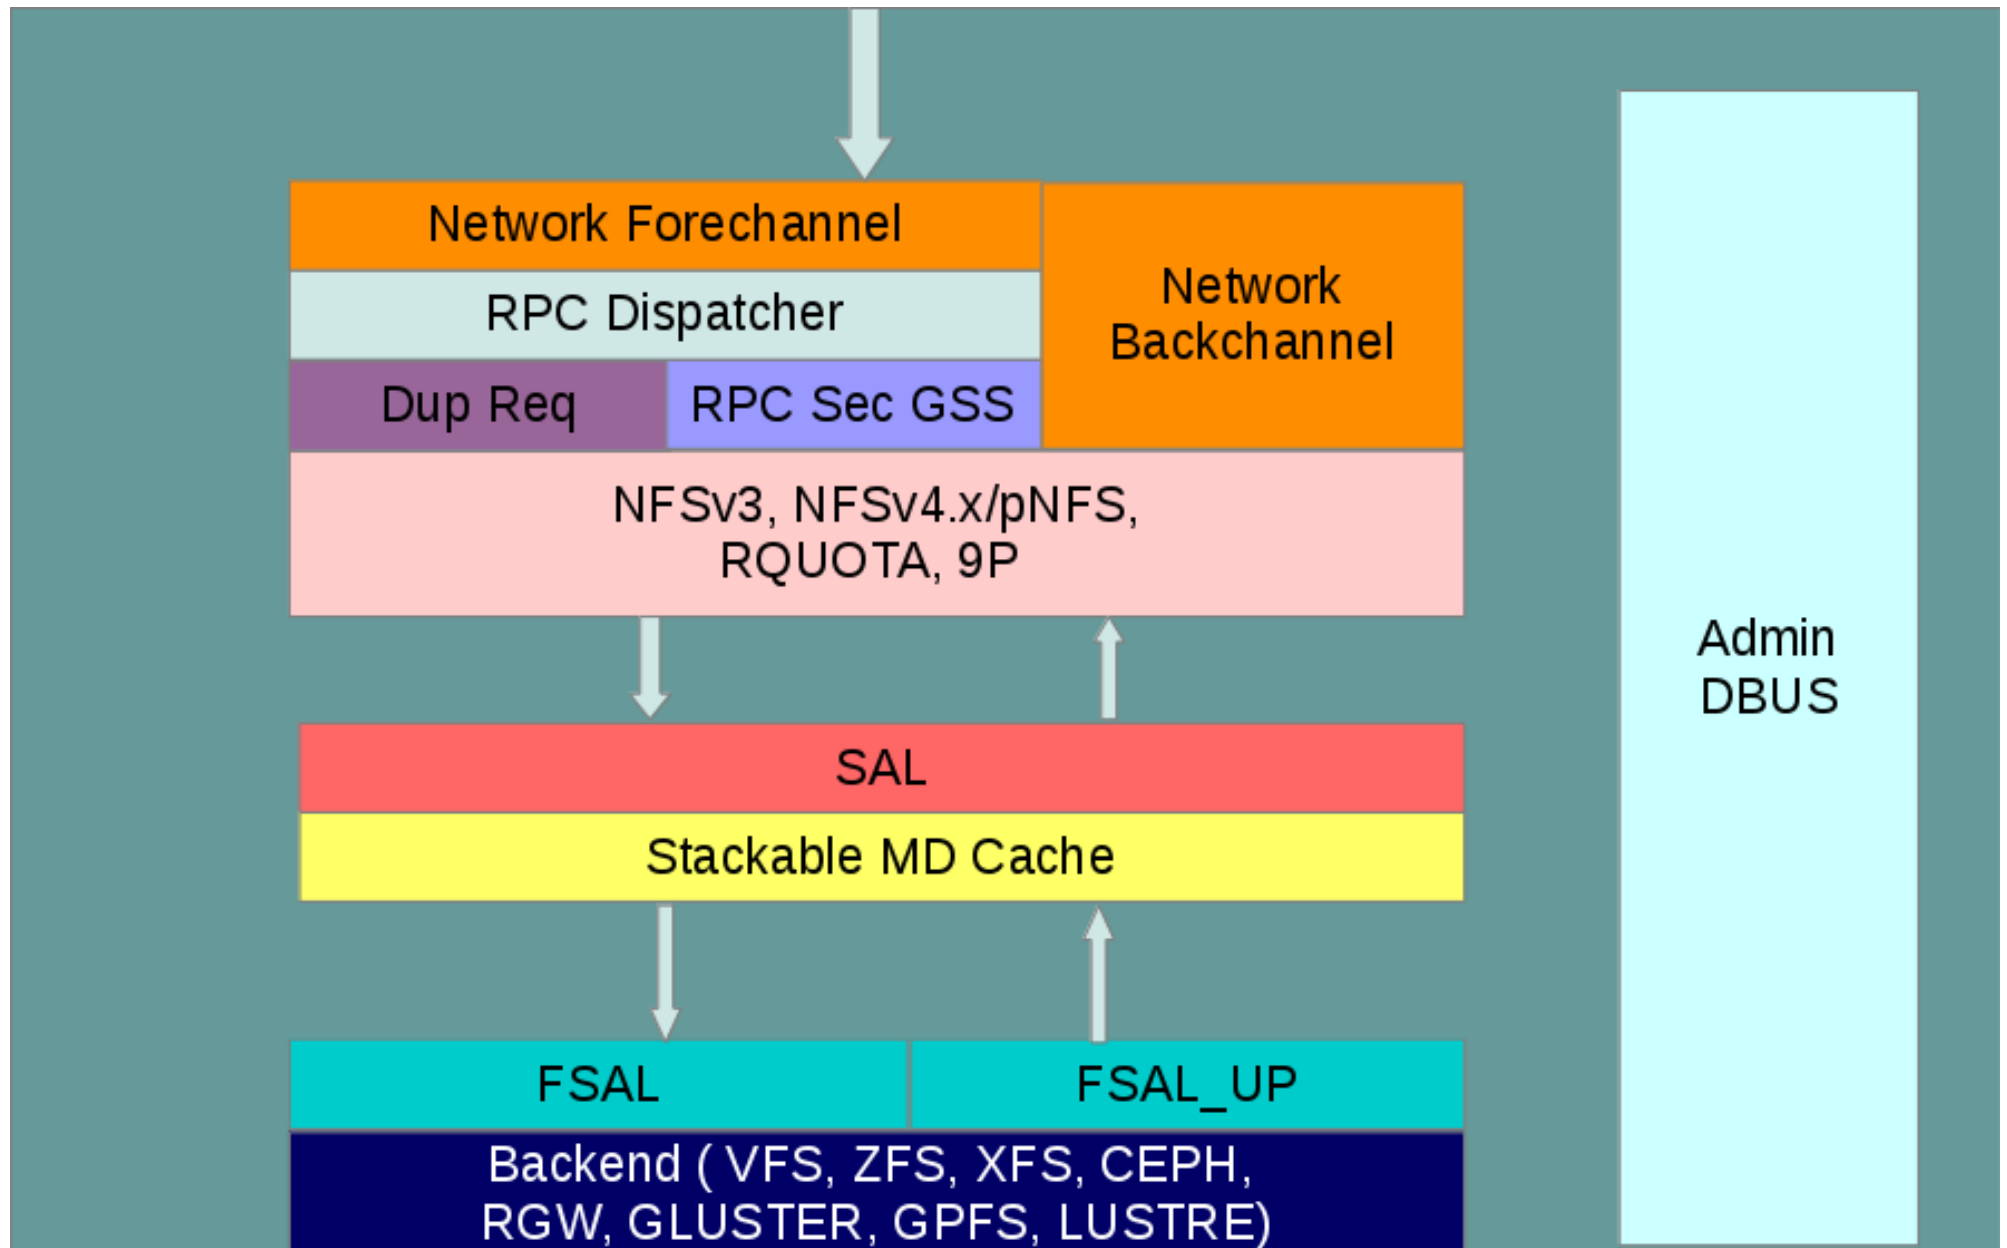 Network Forechannel
RPC Dispatcher
Dup Req
RPC Sec GSS
Network
Backchannel
NFSv3, NFSv4.x/pNFS,
RQUOTA, 9P
SAL
Stackable MD Cache
FSAL
FSAL_UP
Backend ( VFS, ZFS, XFS, CEPH,
RGW, GLUSTER, GPFS, LUSTRE)
Admin
DBUS